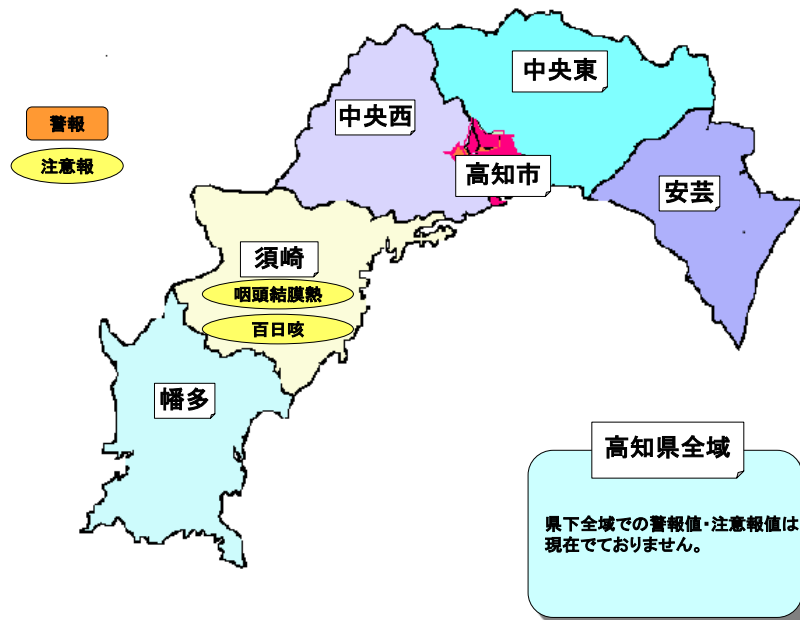 中央東
警報
中央西
注意報
高知市
安芸
須崎
咽頭結膜熱
百日咳
幡多
高知県全域
県下全域での警報値・注意報値は
現在でておりません。